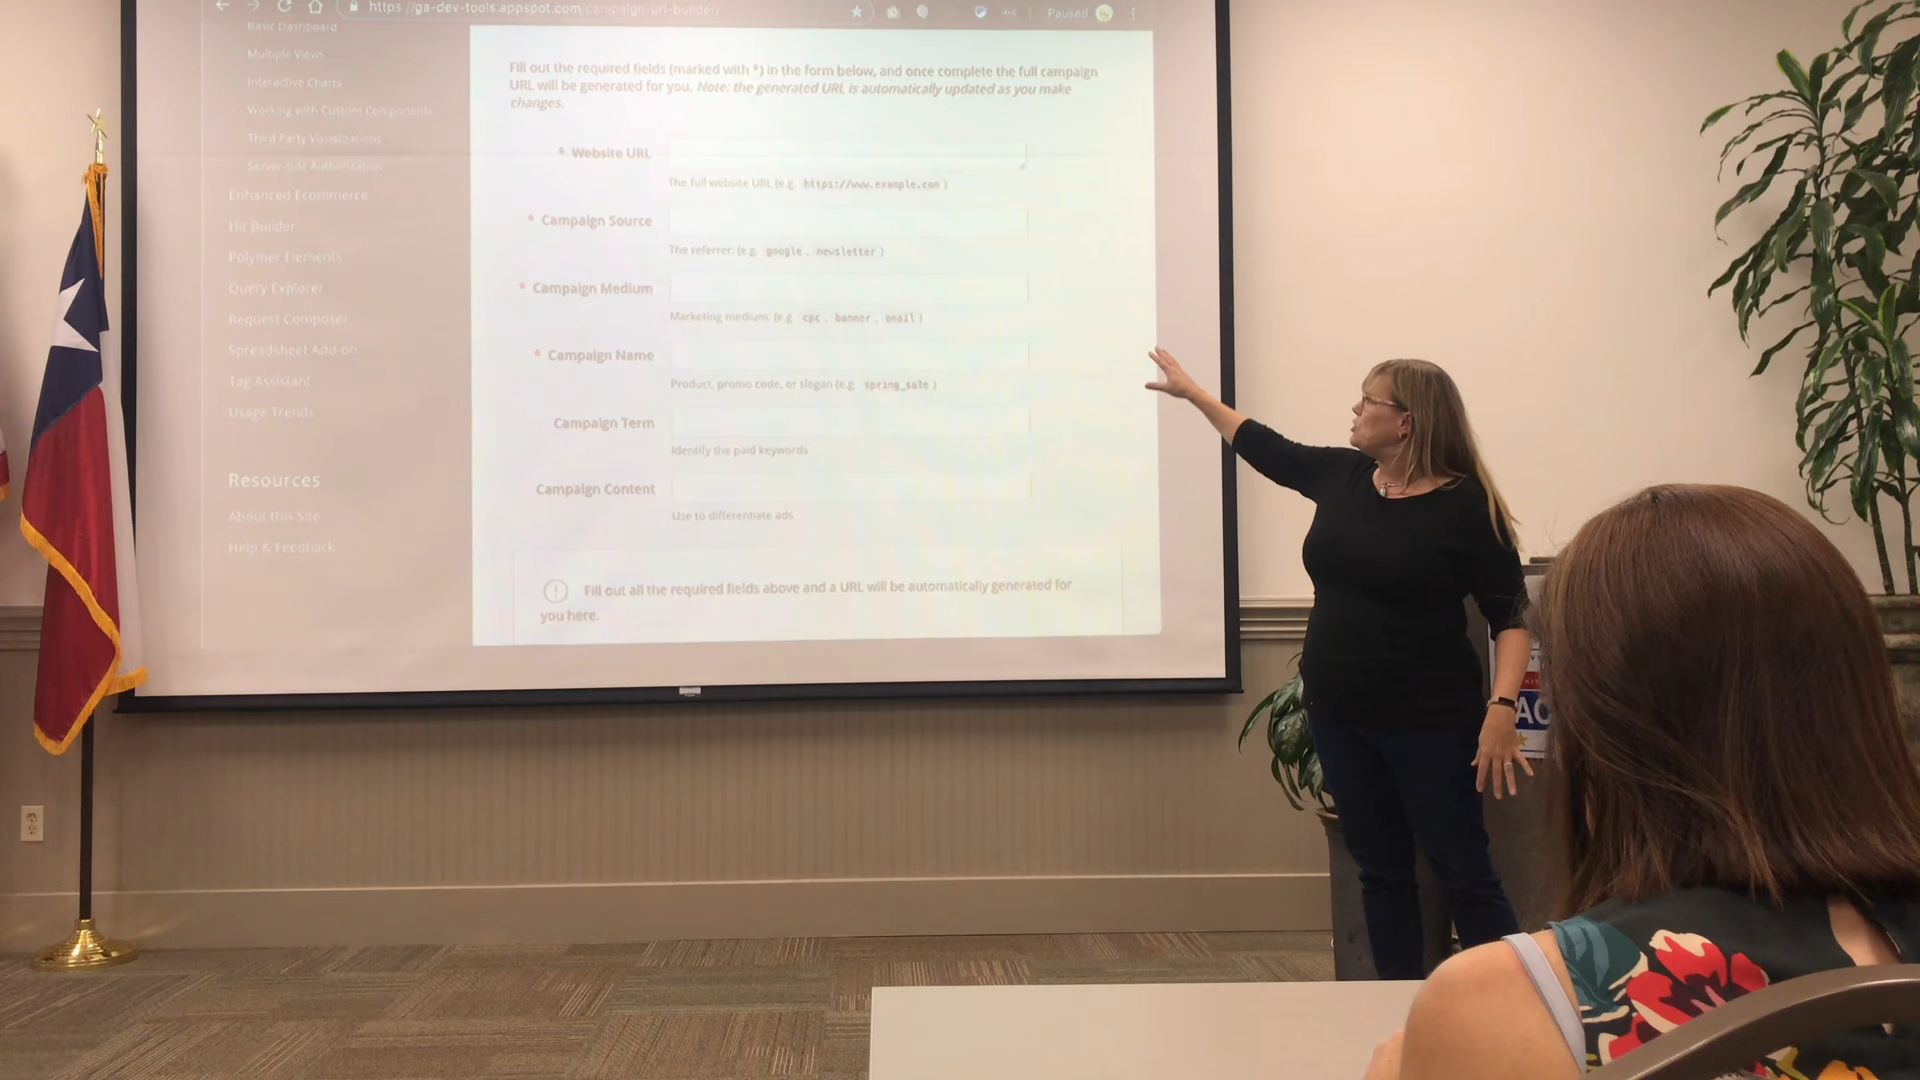 https://ga-dev-tools.appspot.com/campaign-url-builder/
Paused
Basic Dashboard
Multiple Views
Interactive Charts
Working with Custom Components
Third Party Visualizations
Server-side Authorization
Enhanced Ecommerce
Hit Builder
Polymer Elements
Query Explorer
Request Composer
Spreadsheet Add-on
Tag Assistant
Usage Trends
Resources
About this Site
Help & Feedback
Fill out the required fields (marked with *) in the form below, and once complete the full campaign
URL will be generated for you. Note: the generated URL is automatically updated as you make
changes.
* Website URL
The full website URL (e.g. https://www.example.com )
* Campaign Source
The referrer: (e.g. google , newsletter )
* Campaign Medium
Marketing medium: (e.g. cpc , banner , email )
* Campaign Name
Product, promo code, or slogan (e.g. spring_sale )
Campaign Term
Identify the paid keywords
Campaign Content
Use to differentiate ads
Fill out all the required fields above and a URL will be automatically generated for
you here.